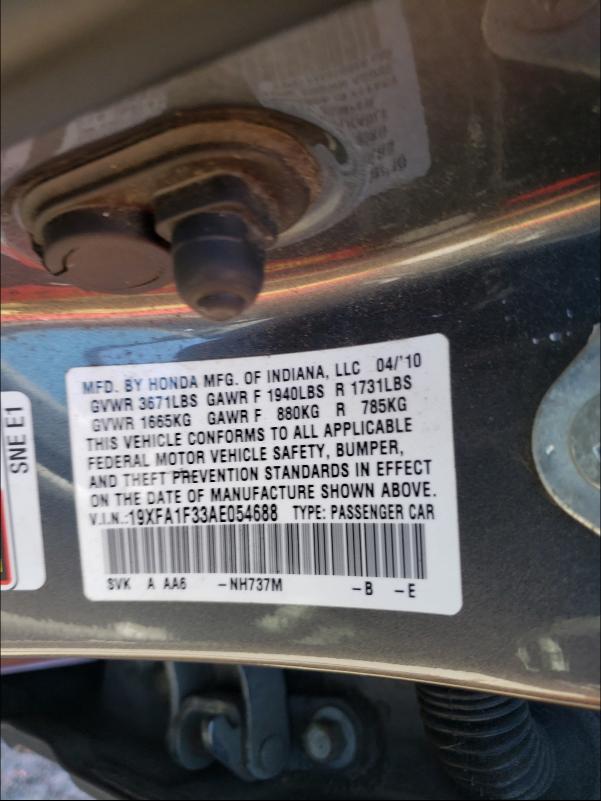 MFD. BY HONDA MFG. OF INDIANA, LLC 04/'10
GVWR 3671LBS GAWR F 1940LBS R 1731LBS
GVWR 1665KG GAWR F 880KG R 785KG
THIS VEHICLE CONFORMS TO ALL APPLICABLE
FEDERAL MOTOR VEHICLE SAFETY, BUMPER,
AND THEFT PREVENTION STANDARDS IN EFFECT
ON THE DATE OF MANUFACTURE SHOWN ABOVE.
V.I.N.:19XFA1F33AE054688 TYPE: PASSENGER CAR
SVK A AA6 -NH737M -B -E
SNE E1